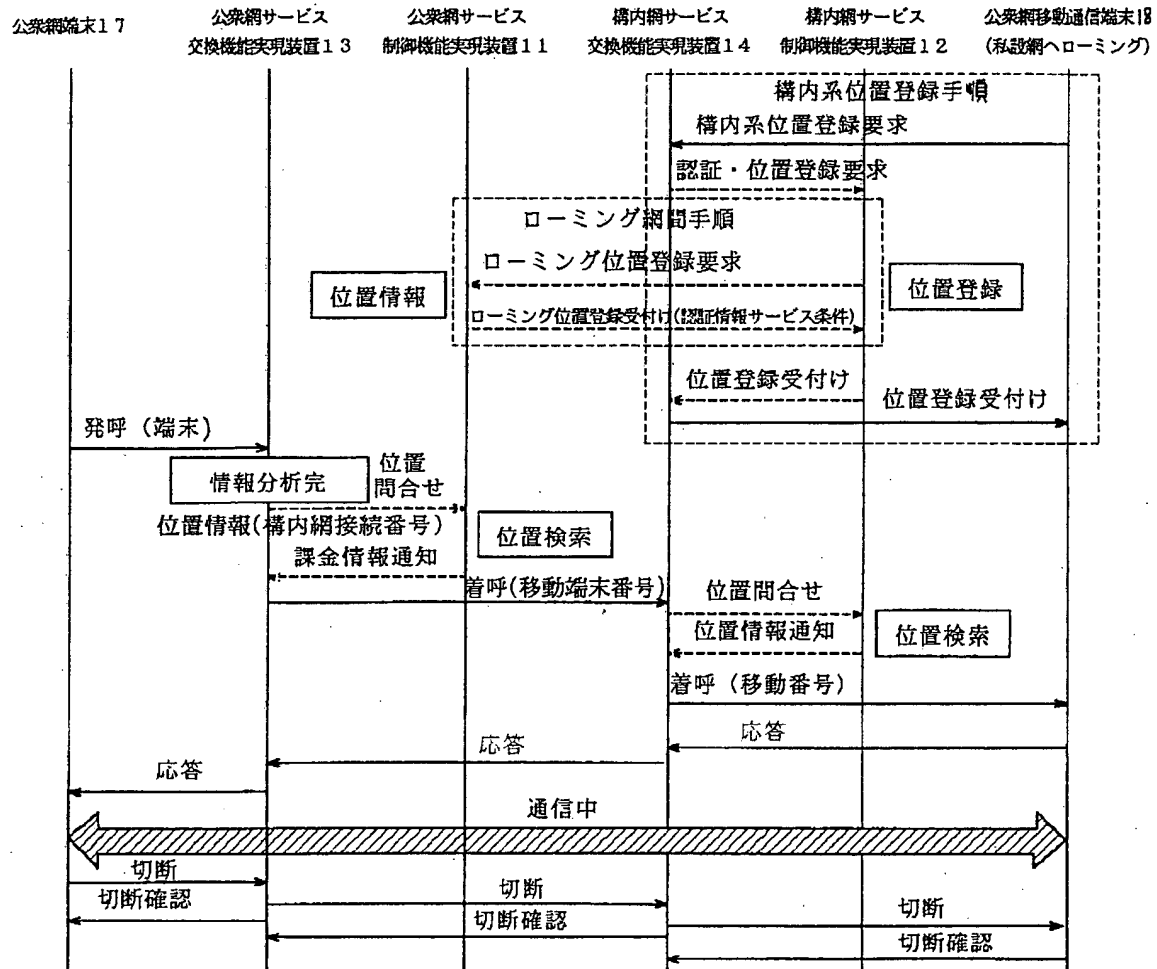 公衆網端末17
公衆網サービス
交換機能実現装置13
公衆網サービス
制御機能実現装置11
構内網サービス
交換機能実現装置14
構内網サービス
制御機能実現装置12
公衆網移動通信端末18
(私設網へローミング)
構内系位置登録手順
構内系位置登録要求
認証・位置登録要求
ローミング網間手順
ローミング位置登録要求
位置情報
位置登録
ローミング位置登録受付け(認証情報サービス条件)
位置登録受付け
位置登録受付け
発呼(端末)
情報分析完
位置
問合せ
位置情報(構内網接続番号)
位置検索
課金情報通知
着呼(移動端末番号)
位置問合せ
位置情報通知
位置検索
着呼(移動番号)
応答
応答
応答
通信中
切断
切断確認
切断
切断確認
切断
切断確認